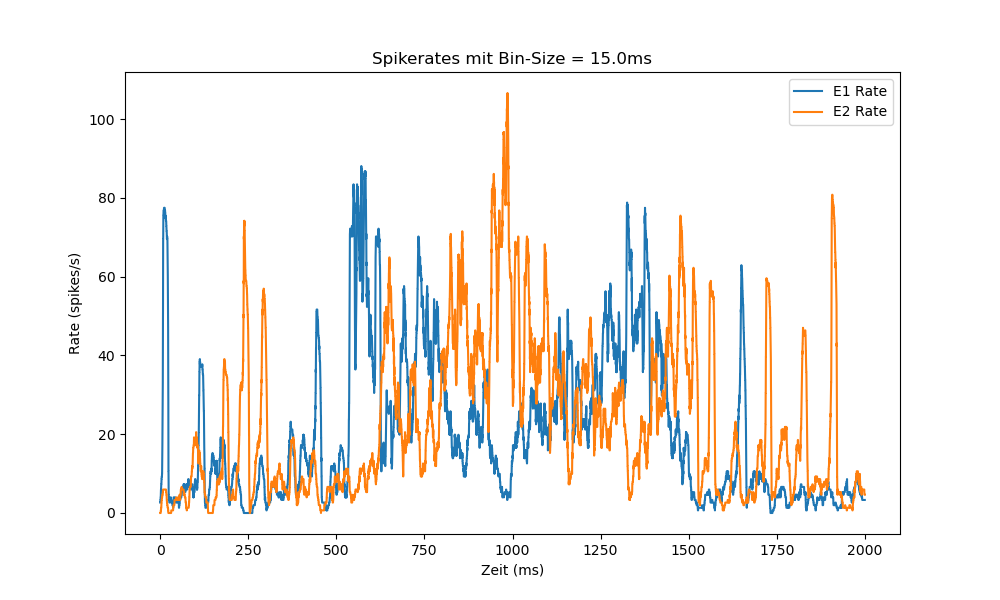 Spikerates mit Bin-Size = 15.0ms
E1 Rate
E2 Rate
Rate (spikes/s)
100
80
60
40
20
0
0 250 500 750 1000 1250 1500 1750 2000
Zeit (ms)